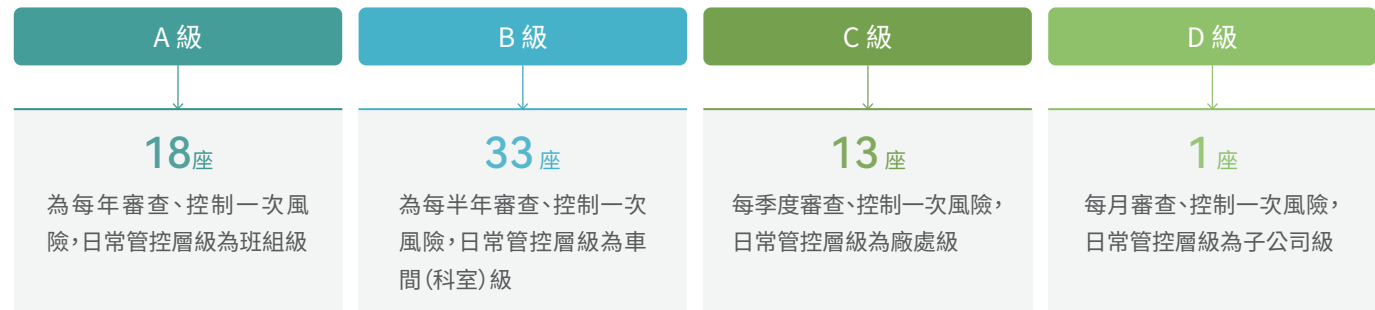 A 級
18座
為每年審查、控制一次風
險，日常管控層級為班組級
B 級
33座
為每半年審查、控制一次
風險，日常管控層級為車
間（科室）級
C 級
13座
每季度審查、控制一次風險，
日常管控層級為廠處級
D 級
1座
每月審查、控制一次風險，
日常管控層級為子公司級